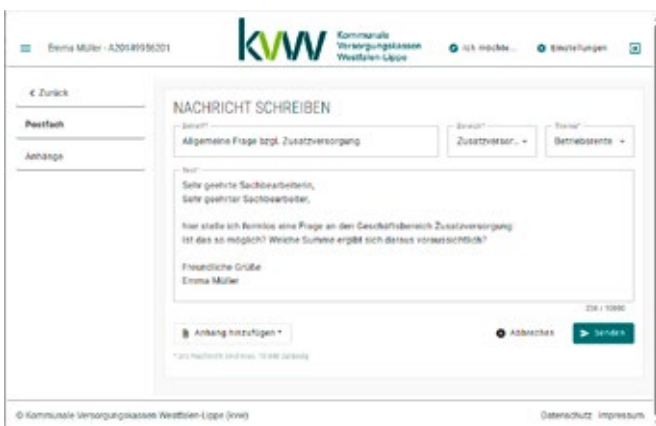 Emma Müller - A20149956201
kvw
Kommunale
Versorgungskassen
Westfalen-Lippe
Ich möchte...
Einstellungen
Zurück
Postfach
Anhänge
NACHRICHT SCHREIBEN
Betreff*
Allgemeine Frage bzgl. Zusatzversorgung
Bereich*
Zusatzversor...
Thema*
Betriebsrente
Text*
Sehr geehrte Sachbearbeiterin,
Sehr geehrter Sachbearbeiter,
hier stelle ich formlos eine Frage an den Geschäftsbereich Zusatzversorgung
Ist das so möglich? Welche Summe ergibt sich daraus voraussichtlich?
Freundliche Grüße
Emma Müller
/ 10000
Anhang hinzufügen *
Abbrechen
Senden
© Kommunale Versorgungskassen Westfalen-Lippe (kvw)
Datenschutz Impressum